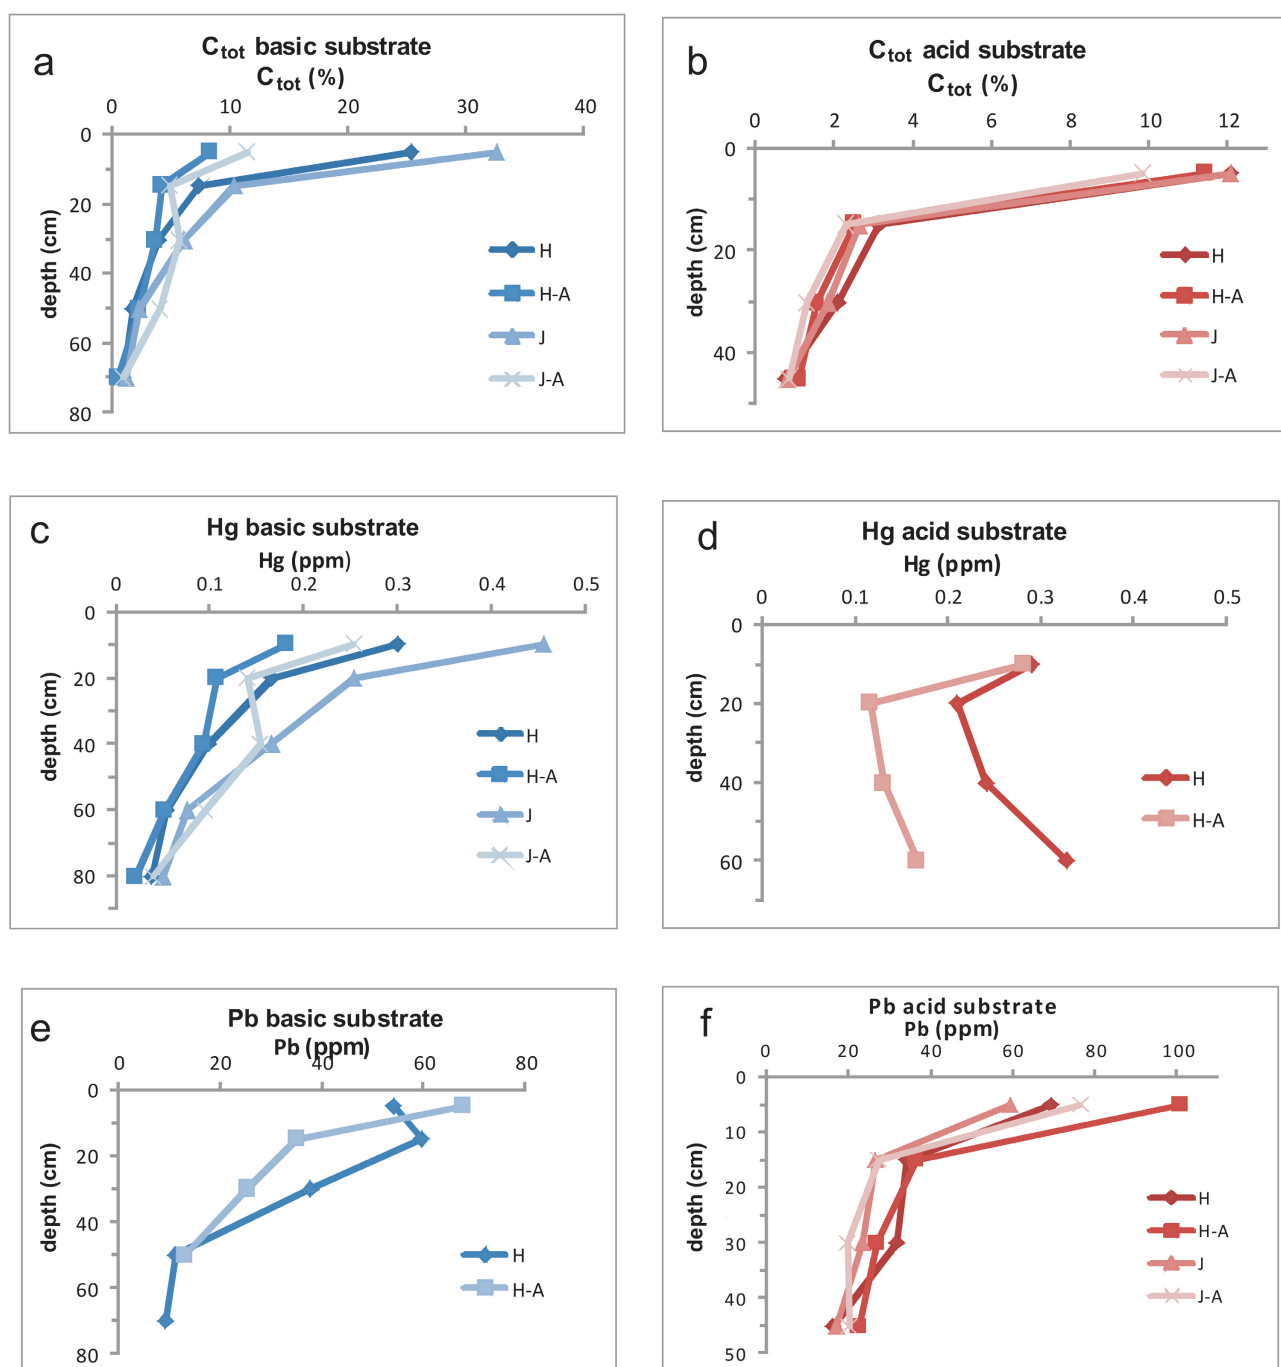 a
C_tot basic substrate
C_tot (%)
0 10 20 30 40
0
20
40
60
80
depth (cm)
H
H-A
J
J-A
b
C_tot acid substrate
C_tot (%)
0 2 4 6 8 10 12
0
20
40
depth (cm)
H
H-A
J
J-A
c
Hg basic substrate
Hg (ppm)
0 0.1 0.2 0.3 0.4 0.5
0
20
40
60
80
depth (cm)
H
H-A
J
J-A
d
Hg acid substrate
Hg (ppm)
0 0.1 0.2 0.3 0.4 0.5
0
20
40
60
depth (cm)
H
H-A
e
Pb basic substrate
Pb (ppm)
0 20 40 60 80
0
20
40
60
80
depth (cm)
H
H-A
f
Pb acid substrate
Pb (ppm)
0 20 40 60 80 100
0
10
20
30
40
50
depth (cm)
H
H-A
J
J-A